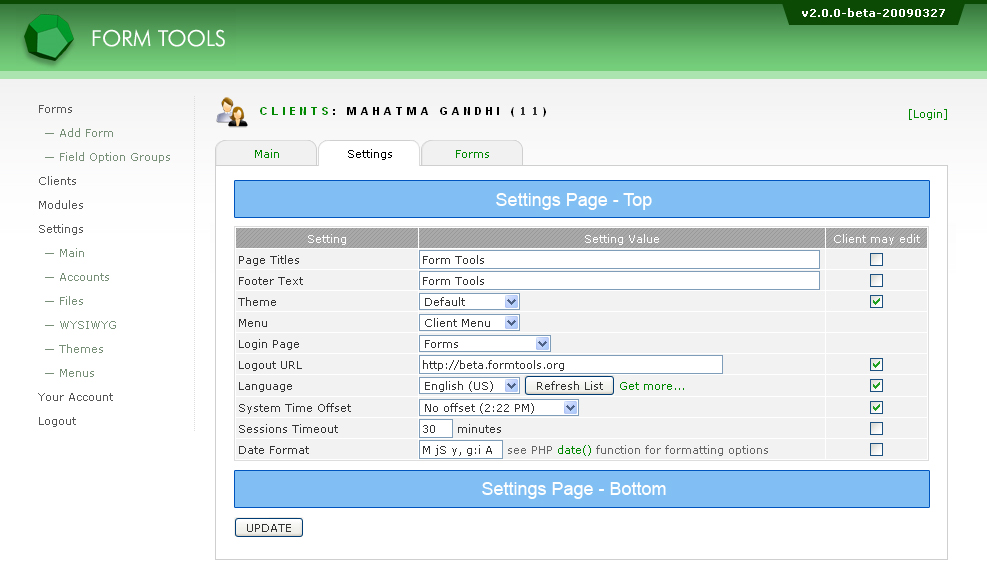 v2.0.0-beta-20090327
FORM TOOLS
Forms
— Add Form
— Field Option Groups
Clients
Modules
Settings
— Main
— Accounts
— Files
— WYSIWYG
— Themes
— Menus
Your Account
Logout
CLIENTS: MAHATMA GANDHI (11)
[Login]
Main Settings Forms
Settings Page - Top
Setting Setting Value Client may edit
Page Titles Form Tools
Footer Text Form Tools
Theme Default
Menu Client Menu
Login Page Forms
Logout URL http://beta.formtools.org
Language English (US) Refresh List Get more...
System Time Offset No offset (2:22 PM)
Sessions Timeout 30 minutes
Date Format M jS y, g:i A see PHP date() function for formatting options
Settings Page - Bottom
UPDATE